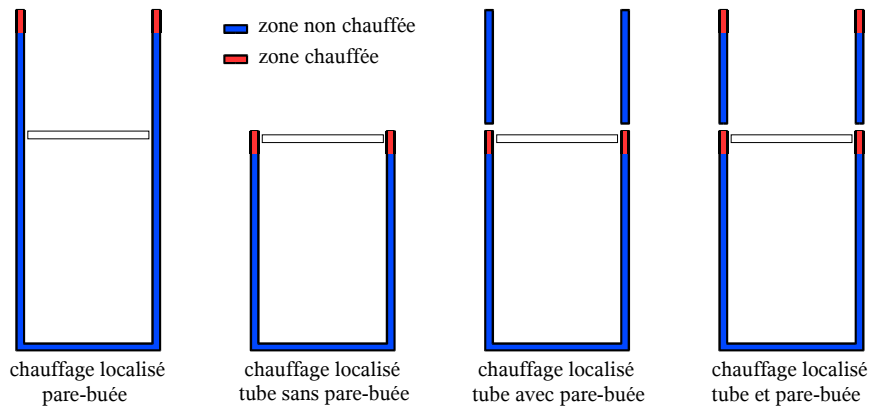 zone non chauffée
zone chauffée
chauffage localisé
pare-buée
chauffage localisé
tube sans pare-buée
chauffage localisé
tube avec pare-buée
chauffage localisé
tube et pare-buée